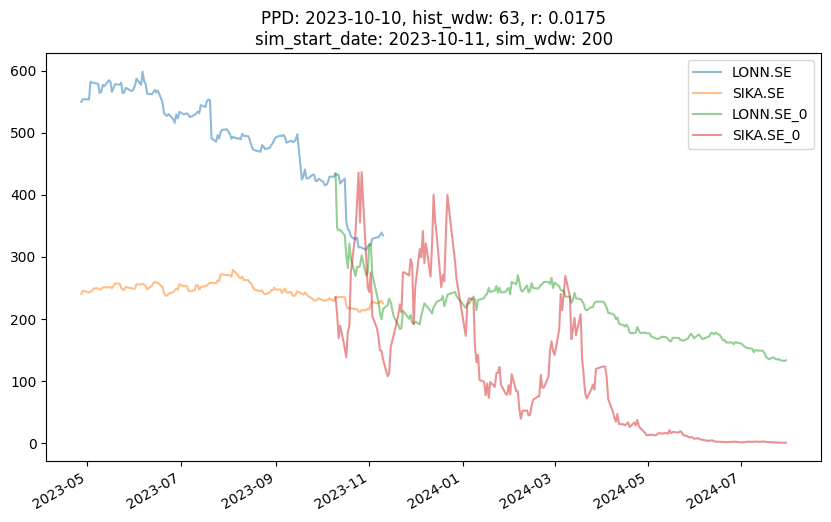 PPD: 2023-10-10, hist_wdw: 63, r: 0.0175
sim_start_date: 2023-10-11, sim_wdw: 200
LONN.SE
SIKA.SE
LONN.SE_0
SIKA.SE_0
600
500
400
300
200
100
0
2023-05
2023-07
2023-09
2023-11
2024-01
2024-03
2024-05
2024-07